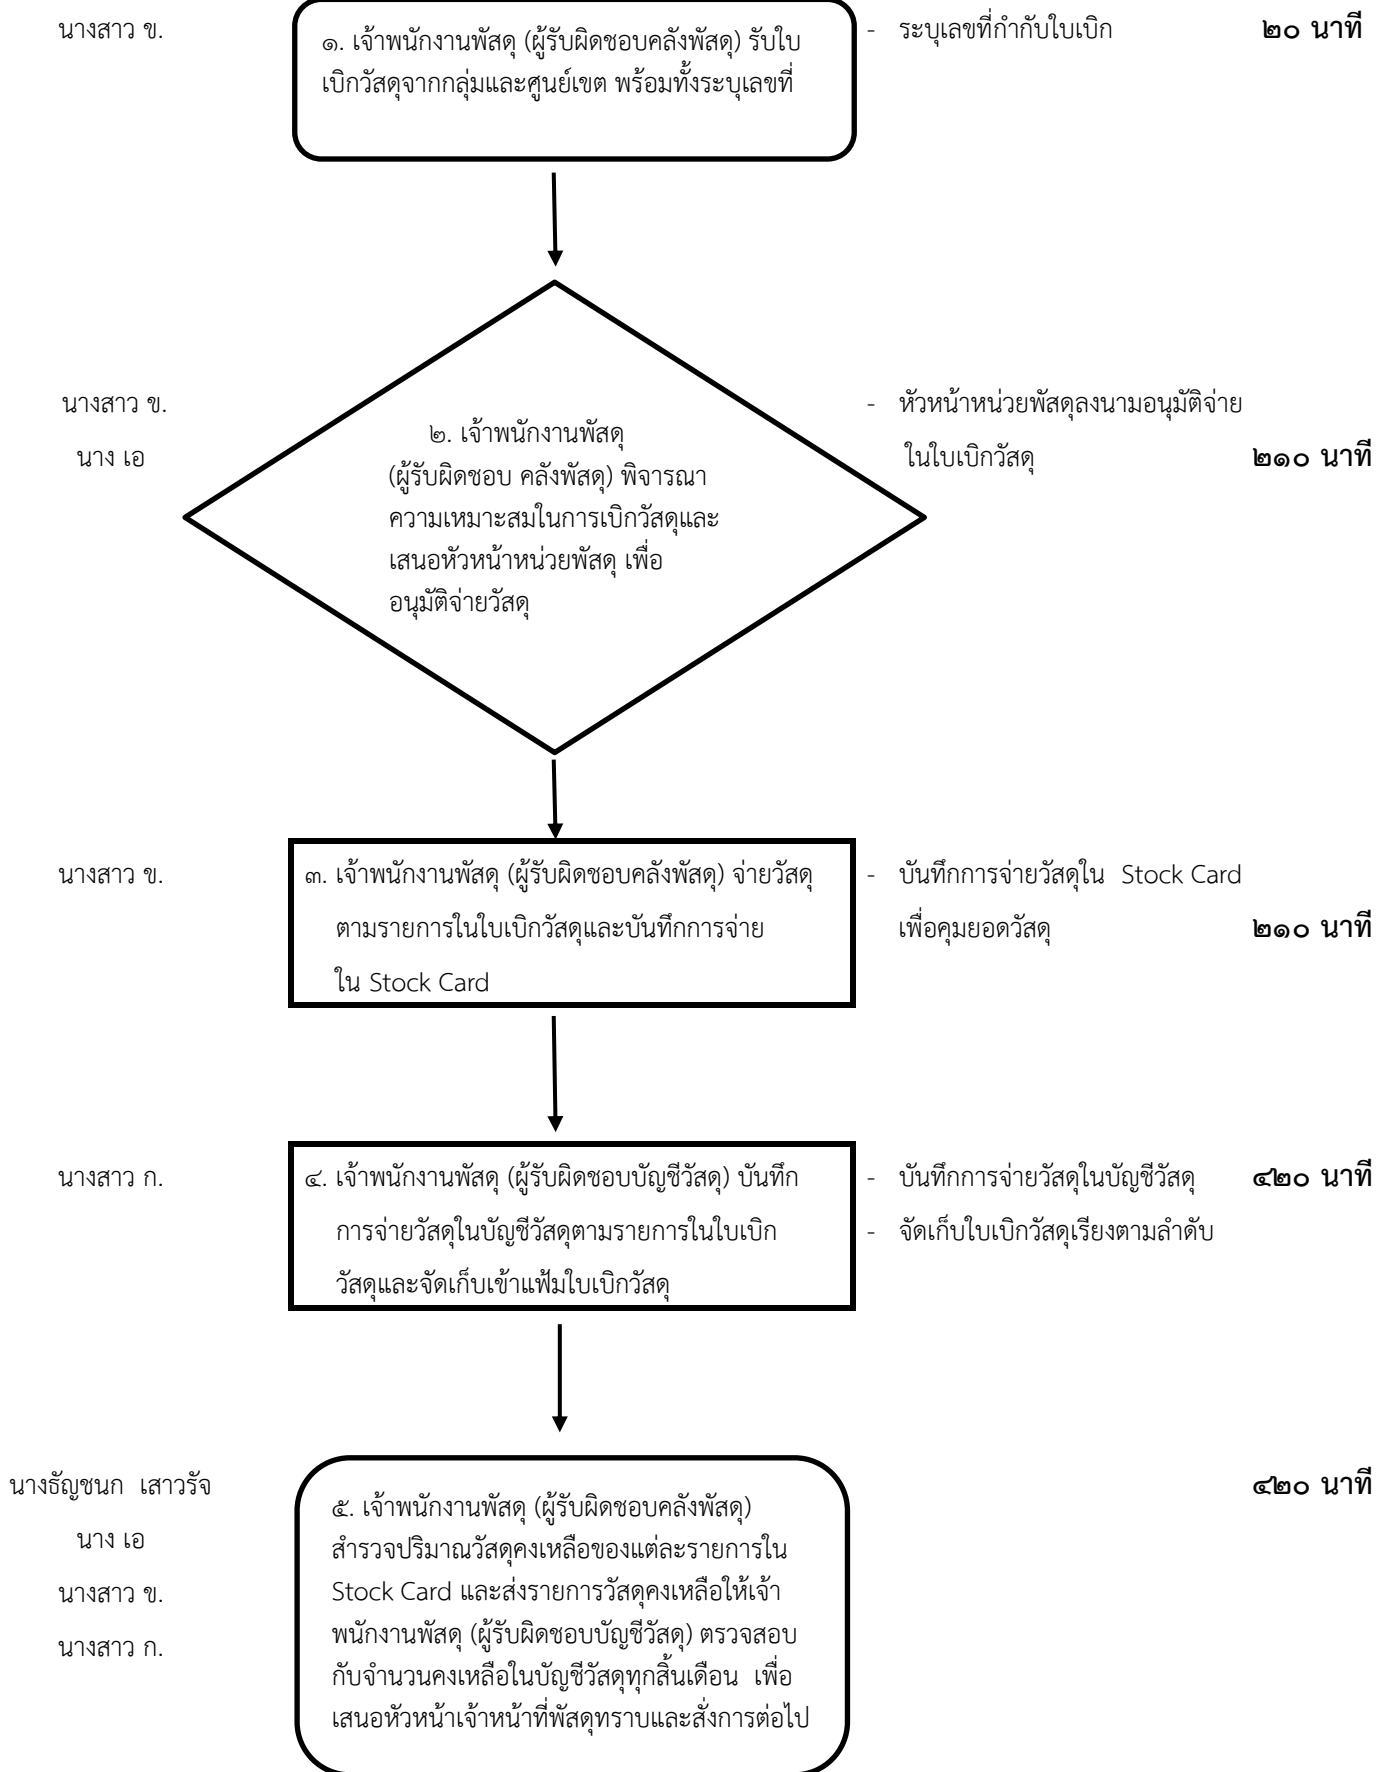 นางสาว ข.
๑. เจ้าพนักงานพัสดุ (ผู้รับผิดชอบคลังพัสดุ) รับใบ
เบิกวัสดุจากกลุ่มและศูนย์เขต พร้อมทั้งระบุเลขที่
- ระบุเลขที่กำกับใบเบิก
๒๐ นาที
นางสาว ข.
นาง เอ
๒. เจ้าพนักงานพัสดุ
(ผู้รับผิดชอบ คลังพัสดุ) พิจารณา
ความเหมาะสมในการเบิกวัสดุและ
เสนอหัวหน้าหน่วยพัสดุ เพื่อ
อนุมัติจ่ายวัสดุ
- หัวหน้าหน่วยพัสดุลงนามอนุมัติจ่าย
ในใบเบิกวัสดุ
๒๑๐ นาที
นางสาว ข.
๓. เจ้าพนักงานพัสดุ (ผู้รับผิดชอบคลังพัสดุ) จ่ายวัสดุ
ตามรายการในใบเบิกวัสดุและบันทึกการจ่าย
ใน Stock Card
- บันทึกการจ่ายวัสดุใน Stock Card
เพื่อคุมยอดวัสดุ
๒๑๐ นาที
นางสาว ก.
๔. เจ้าพนักงานพัสดุ (ผู้รับผิดชอบบัญชีวัสดุ) บันทึก
การจ่ายวัสดุในบัญชีวัสดุตามรายการในใบเบิก
วัสดุและจัดเก็บเข้าแฟ้มใบเบิกวัสดุ
- บันทึกการจ่ายวัสดุในบัญชีวัสดุ
๔๒๐ นาที
- จัดเก็บใบเบิกวัสดุเรียงตามลำดับ
นางธัญชนก เสาวรัจ
นาง เอ
นางสาว ข.
นางสาว ก.
๕. เจ้าพนักงานพัสดุ (ผู้รับผิดชอบคลังพัสดุ)
สำรวจปริมาณวัสดุคงเหลือของแต่ละรายการใน
Stock Card และส่งรายการวัสดุคงเหลือให้เจ้า
พนักงานพัสดุ (ผู้รับผิดชอบบัญชีวัสดุ) ตรวจสอบ
กับจำนวนคงเหลือในบัญชีวัสดุทุกสิ้นเดือน เพื่อ
เสนอหัวหน้าเจ้าหน้าที่พัสดุทราบและสั่งการต่อไป
๔๒๐ นาที